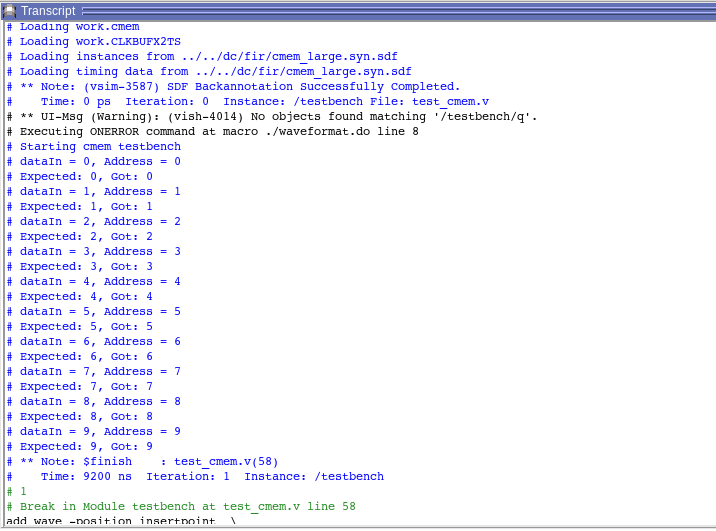 Transcript
# Loading work.cmem
# Loading work.CLKBUFX2TS
# Loading instances from ../../dc/fir/cmem_large.syn.sdf
# Loading timing data from ../../dc/fir/cmem_large.syn.sdf
# ** Note: (vsim-3587) SDF Backannotation Successfully Completed.
#    Time: 0 ps  Iteration: 0  Instance: /testbench File: test_cmem.v
# ** UI-Msg (Warning): (vish-4014) No objects found matching '/testbench/q'.
# Executing ONERROR command at macro ./waveformat.do line 8
# Starting cmem testbench
# dataIn = 0, Address = 0
# Expected: 0, Got: 0
# dataIn = 1, Address = 1
# Expected: 1, Got: 1
# dataIn = 2, Address = 2
# Expected: 2, Got: 2
# dataIn = 3, Address = 3
# Expected: 3, Got: 3
# dataIn = 4, Address = 4
# Expected: 4, Got: 4
# dataIn = 5, Address = 5
# Expected: 5, Got: 5
# dataIn = 6, Address = 6
# Expected: 6, Got: 6
# dataIn = 7, Address = 7
# Expected: 7, Got: 7
# dataIn = 8, Address = 8
# Expected: 8, Got: 8
# dataIn = 9, Address = 9
# Expected: 9, Got: 9
# ** Note: $finish    : test_cmem.v(58)
#    Time: 9200 ns  Iteration: 1  Instance: /testbench
# 1
# Break in Module testbench at test_cmem.v line 58
add wave -position insertpoint  \